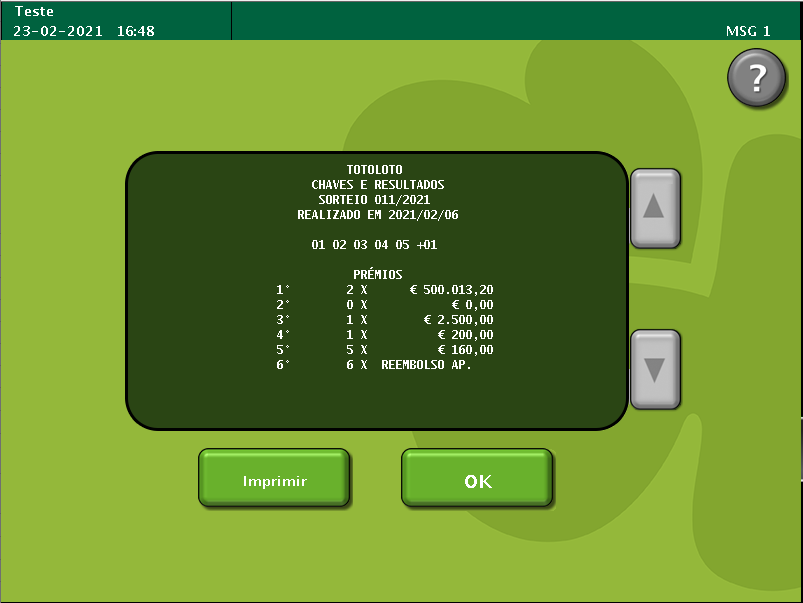 Teste
23-02-2021 16:48
MSG 1
?
TOTOLOTO
CHAVES E RESULTADOS
SORTEIO 011/2021
REALIZADO EM 2021/02/06
01 02 03 04 05 +01
PRÉMIOS
1° 2 X € 500.013,20
2° 0 X € 0,00
3° 1 X € 2.500,00
4° 1 X € 200,00
5° 5 X € 160,00
6° 6 X REEMBOLSO AP.
Imprimir
OK